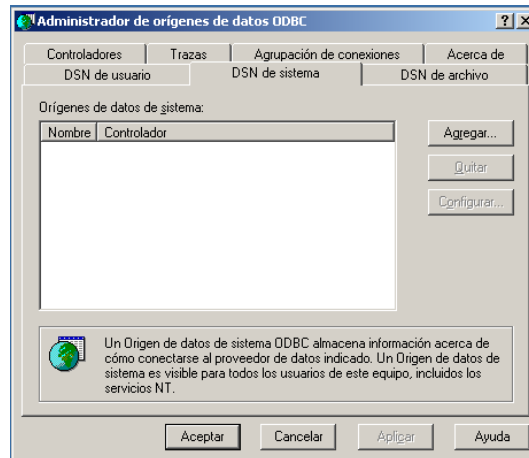 Administrador de orígenes de datos ODBC
Controladores Trazas Agrupación de conexiones Acerca de
DSN de usuario DSN de sistema DSN de archivo
Orígenes de datos de sistema:
Nombre Controlador
Agregar...
Quitar
Configurar...
Un Origen de datos de sistema ODBC almacena información acerca de
cómo conectarse al proveedor de datos indicado. Un Origen de datos de
sistema es visible para todos los usuarios de este equipo, incluidos los
servicios NT.
Aceptar Cancelar Aplicar Ayuda